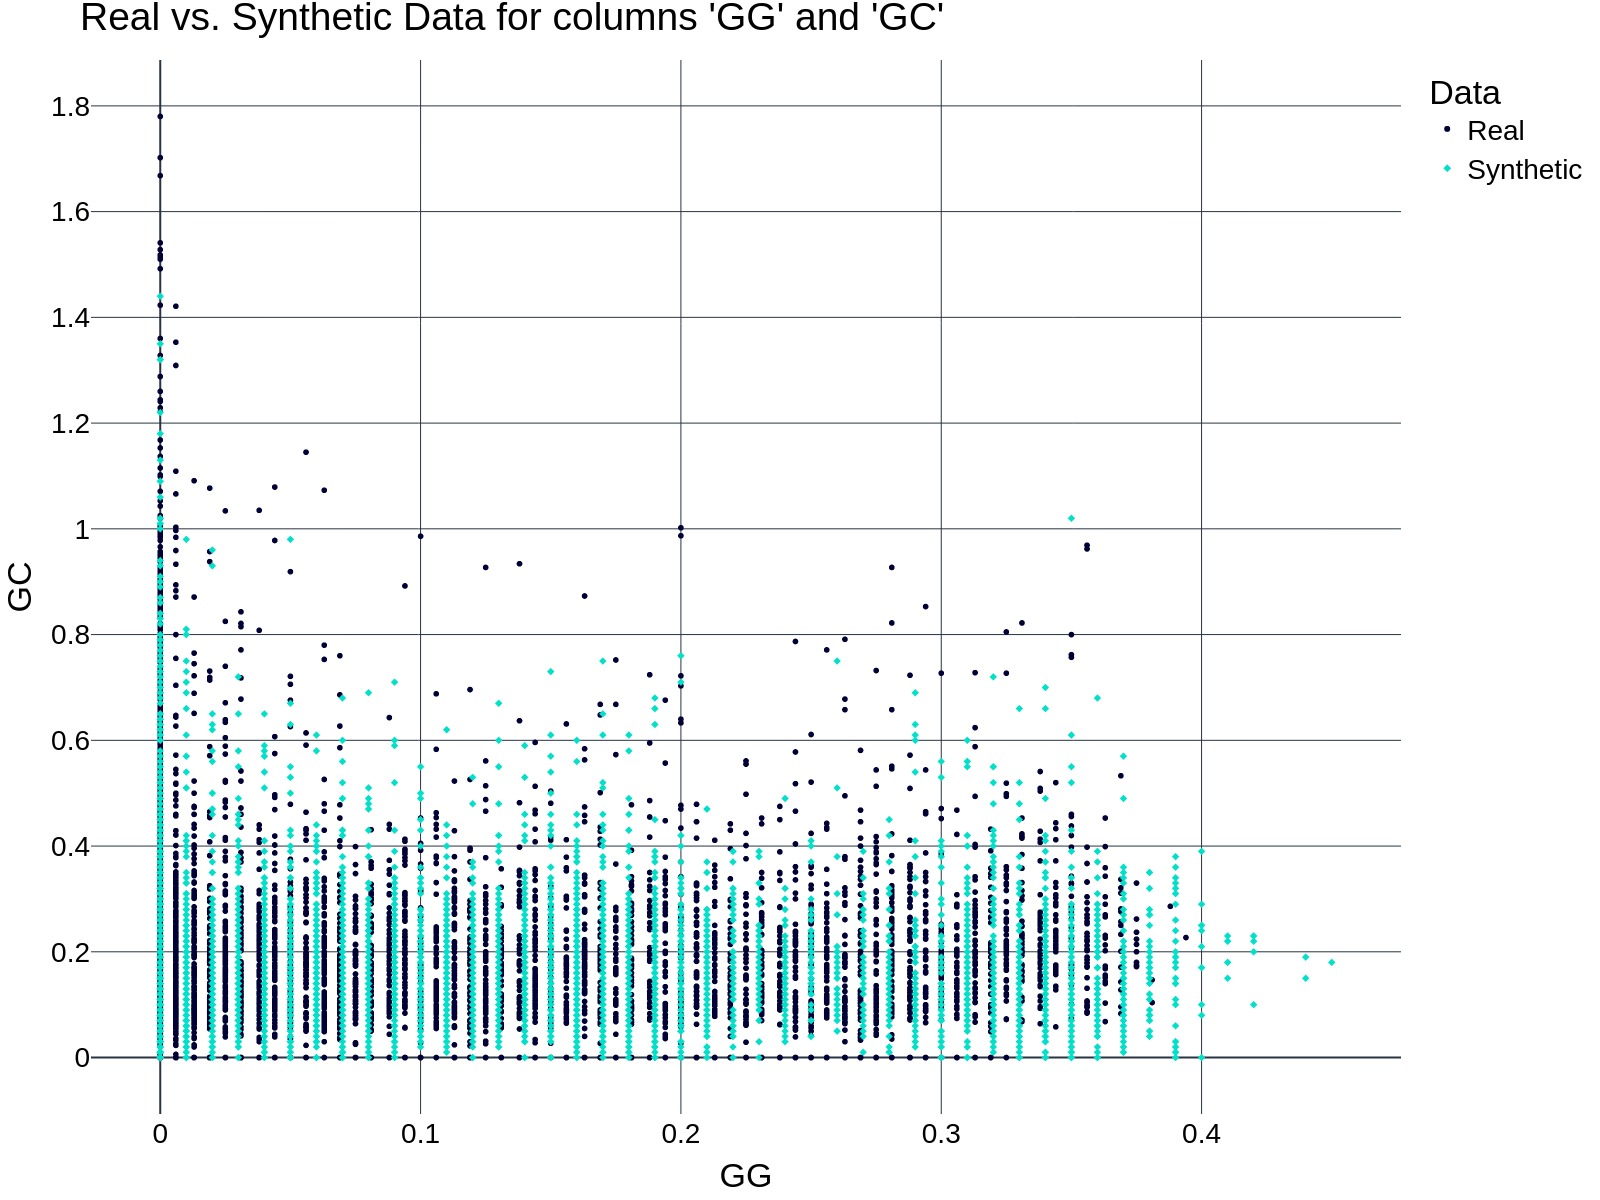 Real vs. Synthetic Data for columns 'GG' and 'GC'
Data
Real
Synthetic
1.8
1.6
1.4
1.2
1
0.8
0.6
0.4
0.2
0
GC
0
0.1
0.2
0.3
0.4
GG